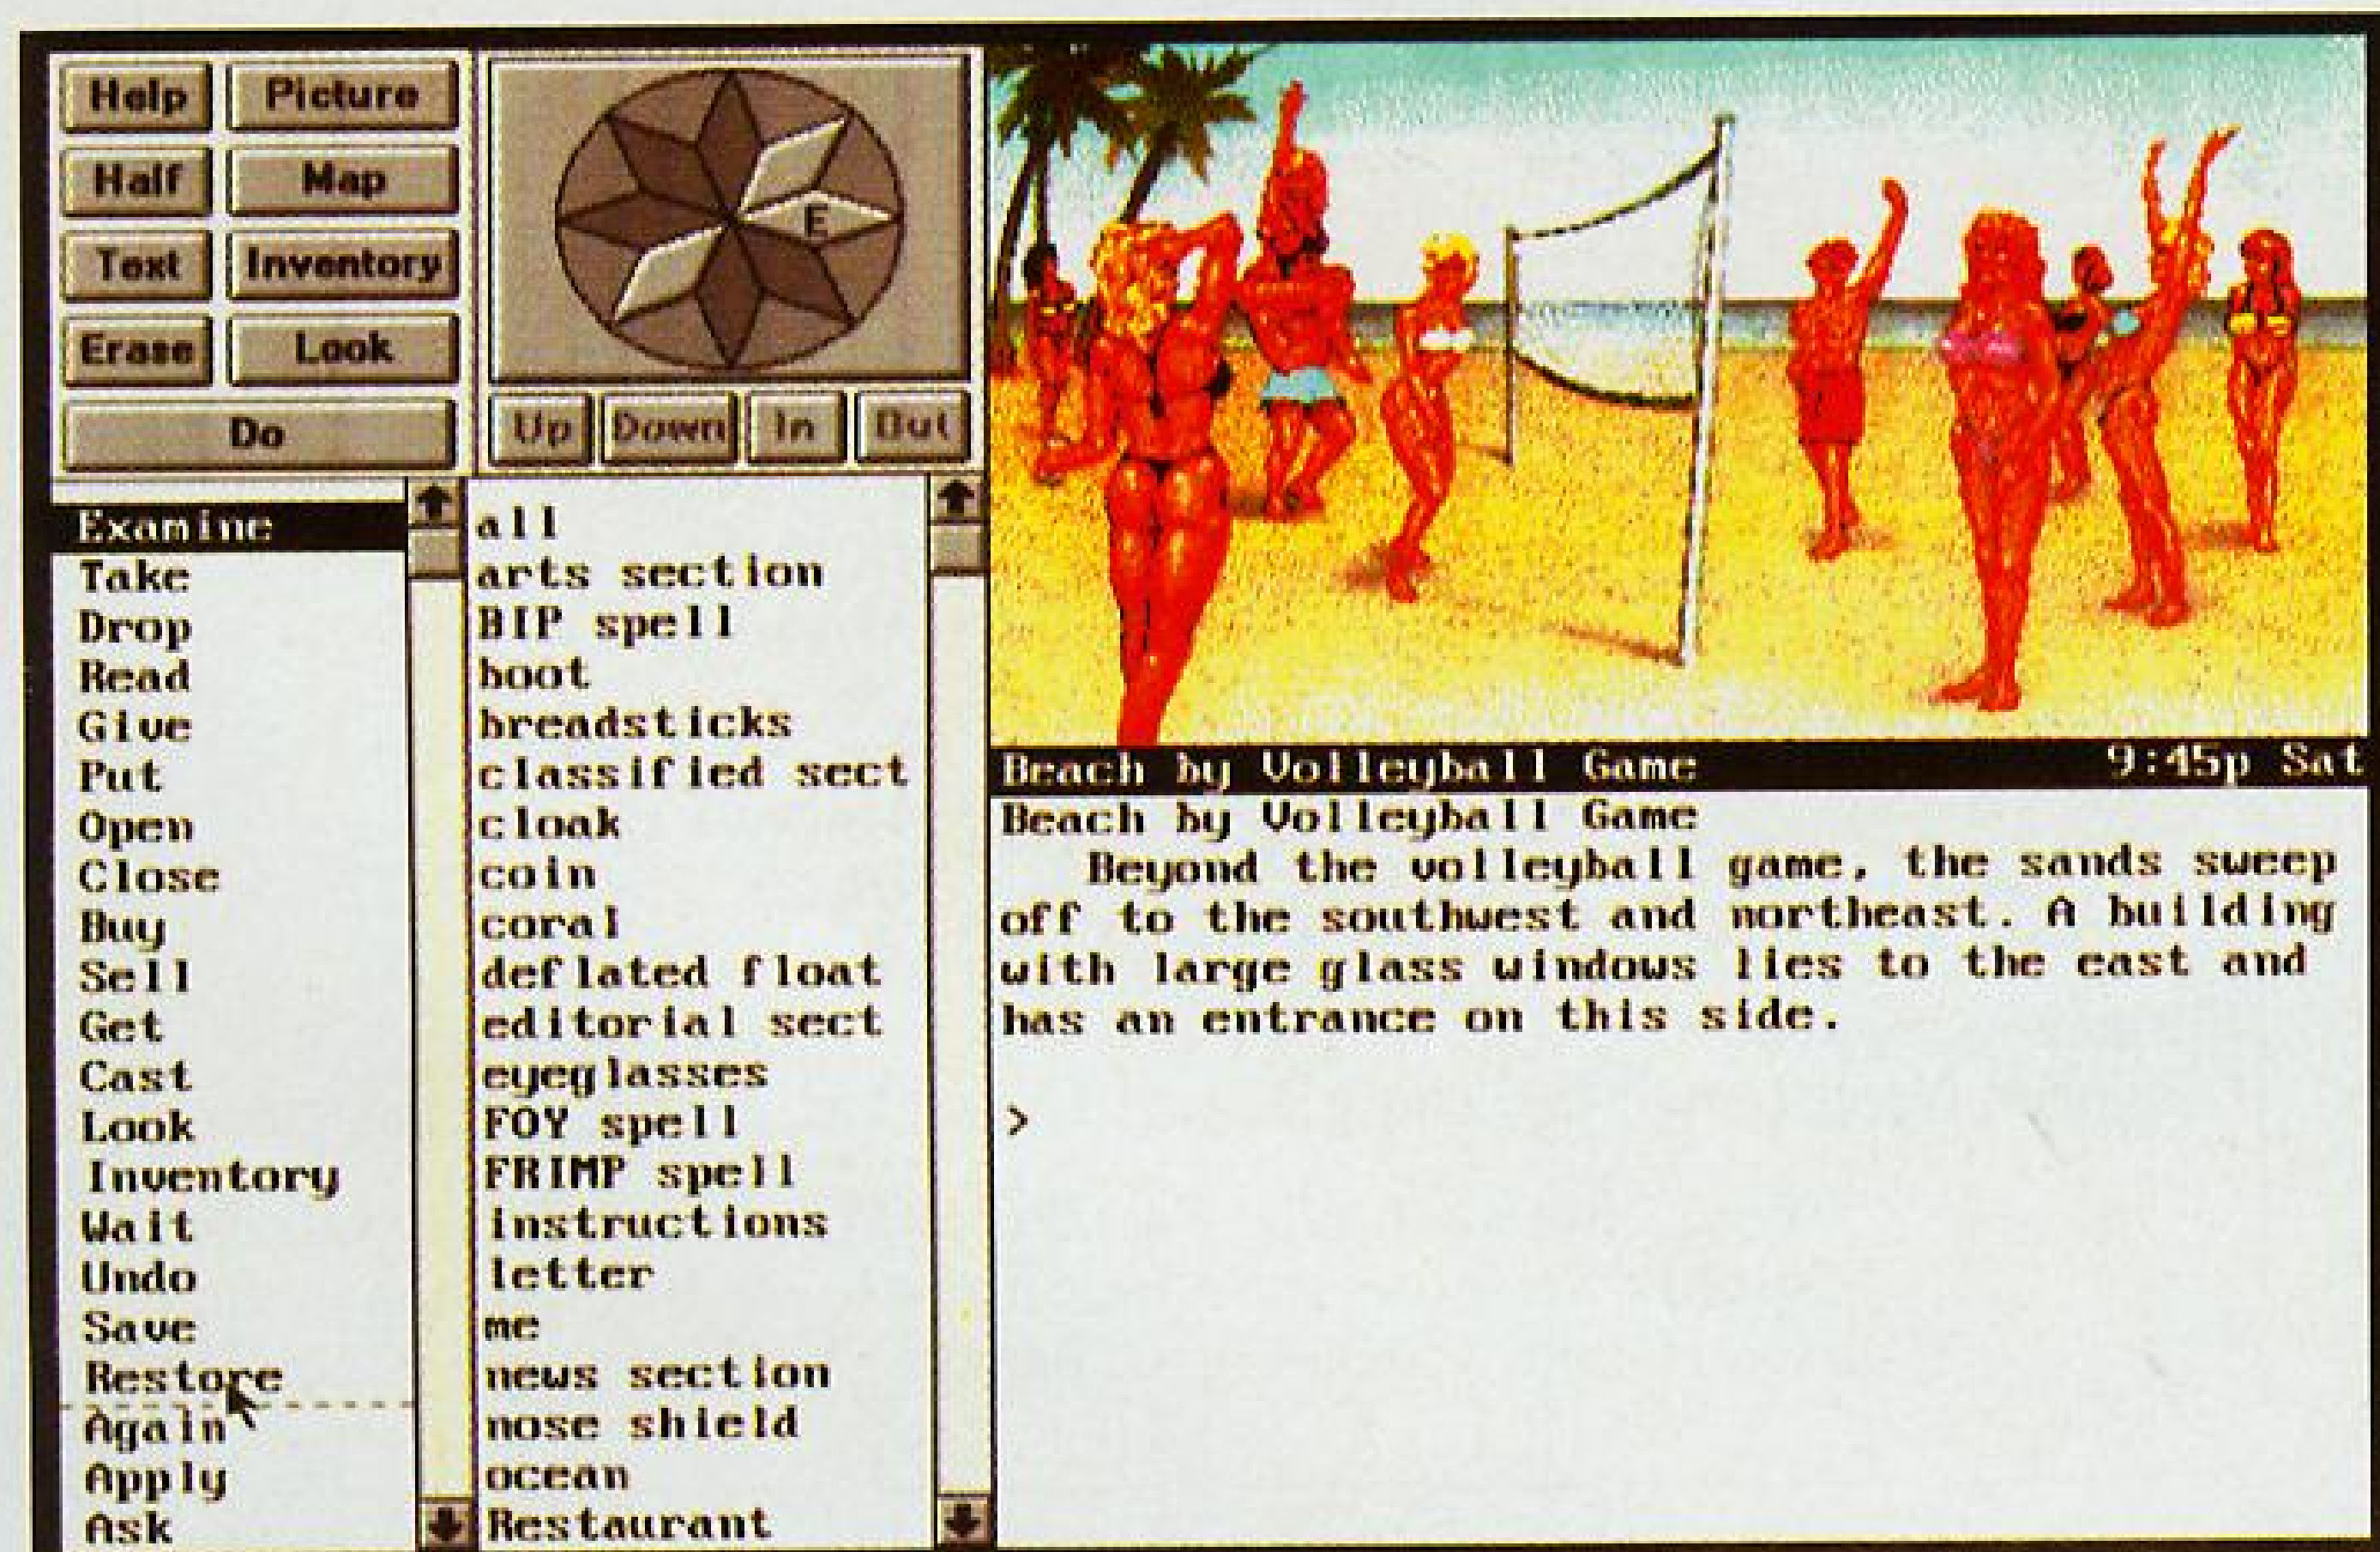 Help
Picture
Half
Map
Text
Inventory
Erase
Look
Do
E
Up
Down
In
Out
Examine
Take
Drop
Read
Give
Put
Open
Close
Buy
Sell
Get
Cast
Look
Inventory
Wait
Undo
Save
Restore
Again
Apply
Ask
all
arts section
BIP spell
boot
breadsticks
classified sect
cloak
coin
coral
deflated float
editorial sect
eyeglasses
FOY spell
FRIMP spell
instructions
letter
me
news section
nose shield
ocean
Restaurant
Beach by Volleyball Game 9:45p Sat
Beach by Volleyball Game
Beyond the volleyball game, the sands sweep
off to the southwest and northeast. A building
with large glass windows lies to the east and
has an entrance on this side.
>